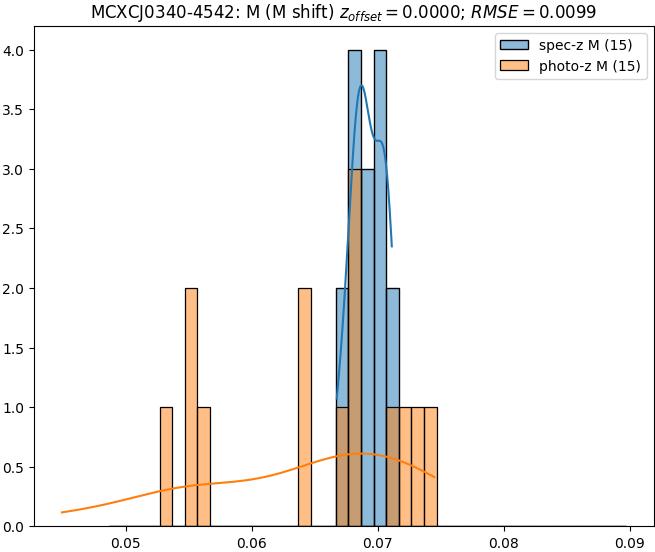 MCXCJ0340-4542: M (M shift) z_offset = 0.0000; RMSE = 0.0099
spec-z M (15)
photo-z M (15)
4.0
3.5
3.0
2.5
2.0
1.5
1.0
0.5
0.0
0.05 0.06 0.07 0.08 0.09